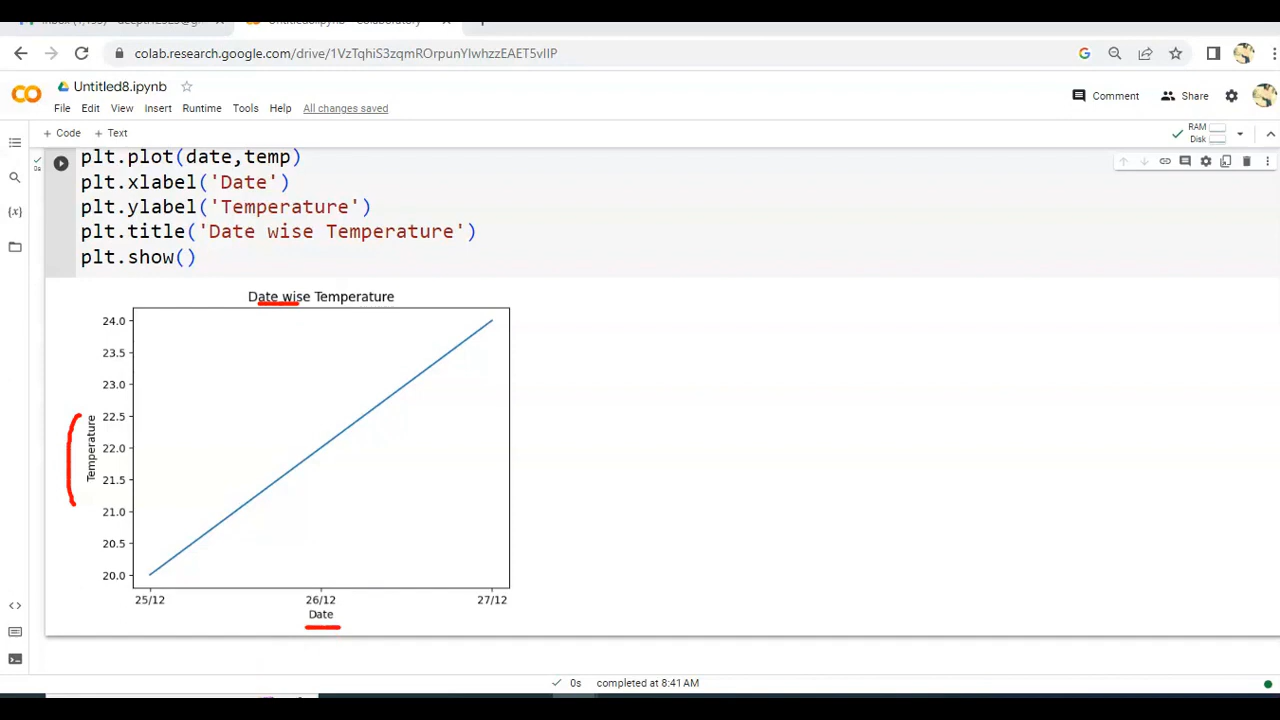 colab.research.google.com/drive/1VzTqhiS3zqmROrpunYIwhzzEAET5vIIP
Untitled8.ipynb
File Edit View Insert Runtime Tools Help All changes saved
Comment Share
+ Code + Text
RAM
Disk
0s
plt.plot(date,temp)
plt.xlabel('Date')
plt.ylabel('Temperature')
plt.title('Date wise Temperature')
plt.show()
Date wise Temperature
24.0
23.5
23.0
22.5
22.0
21.5
21.0
20.5
20.0
Temperature
25/12 26/12 27/12
Date
0s completed at 8:41 AM